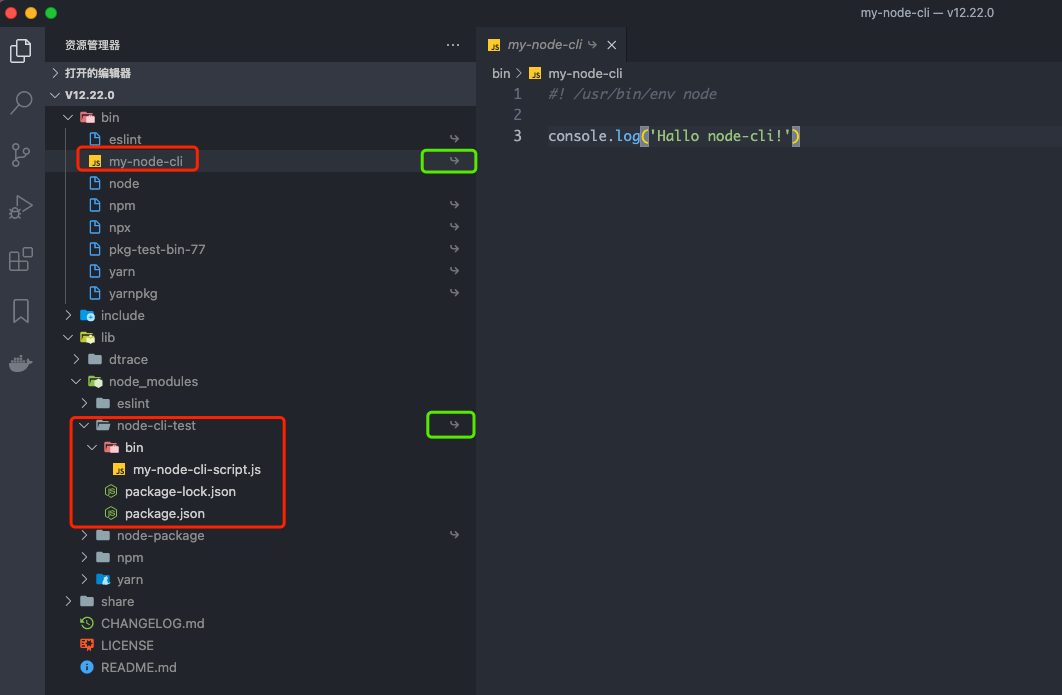 my-node-cli — v12.22.0
资源管理器
打开的编辑器
V12.22.0
bin
eslint
my-node-cli
node
npm
npx
pkg-test-bin-77
yarn
yarnpkg
include
lib
dtrace
node_modules
eslint
node-cli-test
bin
my-node-cli-script.js
package-lock.json
package.json
node-package
npm
yarn
share
CHANGELOG.md
LICENSE
README.md
my-node-cli
bin > JS my-node-cli
1 #! /usr/bin/env node
2
3 console.log('Hallo node-cli!')